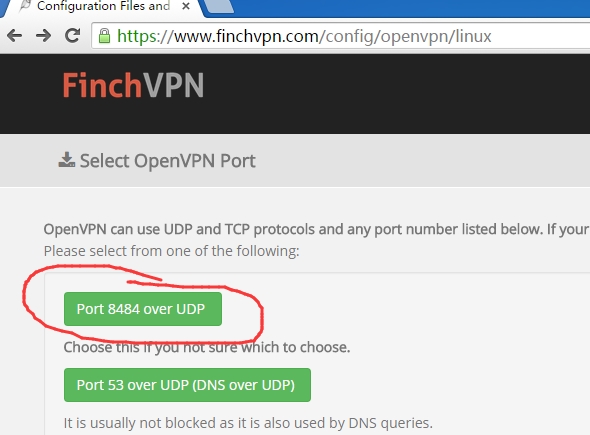 Configuration Files and
https://www.finchvpn.com/config/openvpn/linux
FinchVPN
Select OpenVPN Port
OpenVPN can use UDP and TCP protocols and any port number listed below. If your
Please select from one of the following:
Port 8484 over UDP
Choose this if you not sure which to choose.
Port 53 over UDP (DNS over UDP)
It is usually not blocked as it is also used by DNS queries.